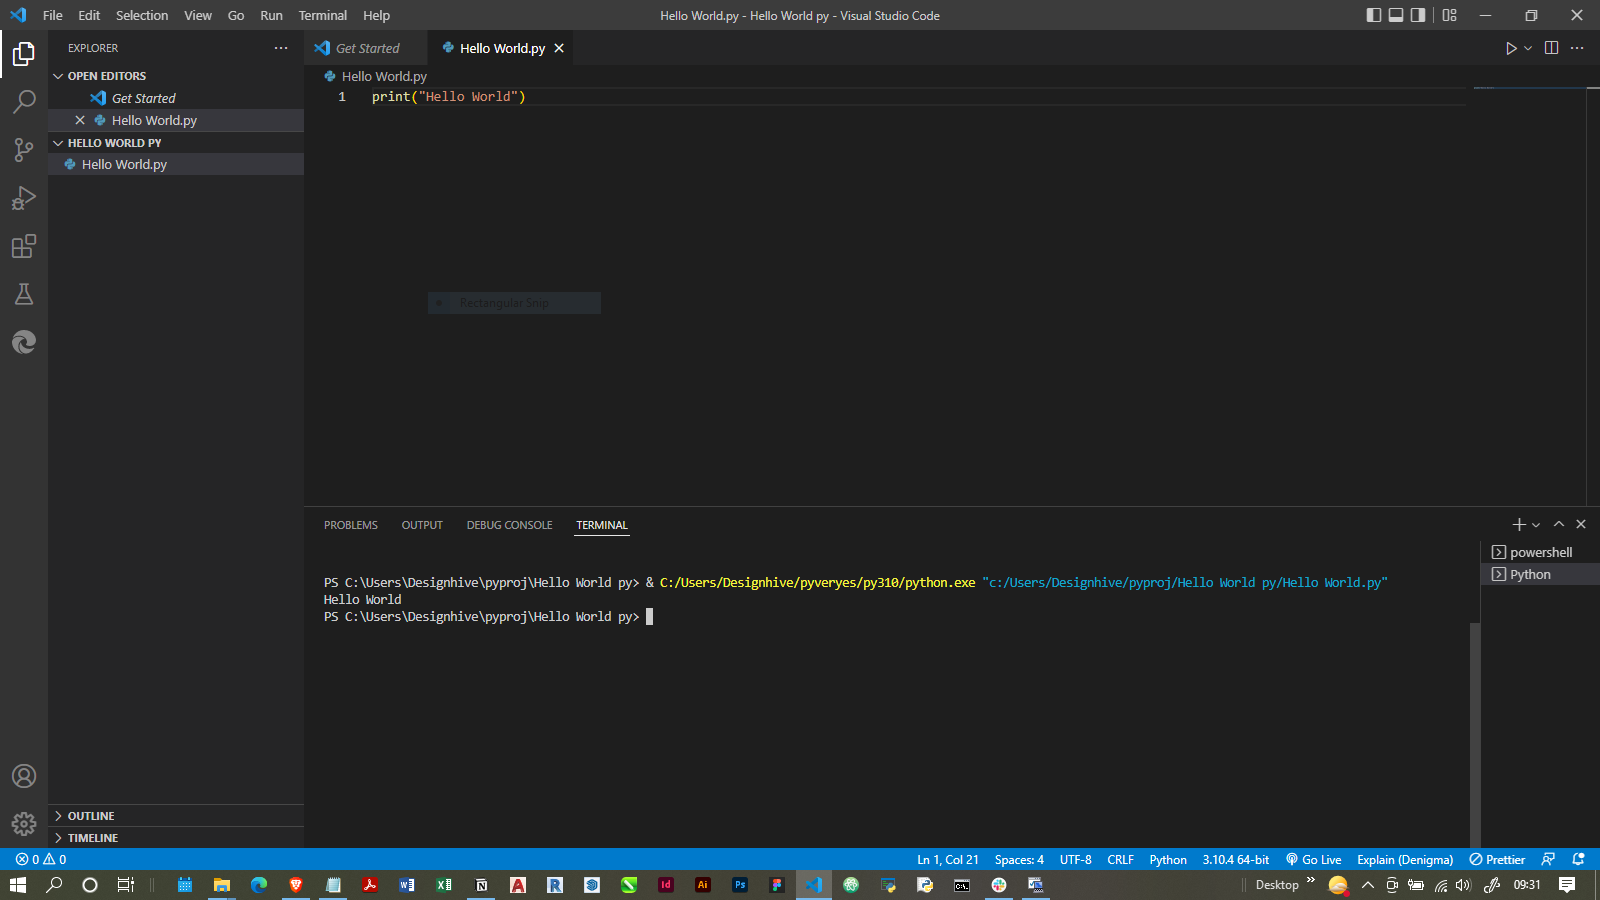 File Edit Selection View Go Run Terminal Help
Hello World.py - Hello World py - Visual Studio Code
EXPLORER
OPEN EDITORS
Get Started
Hello World.py
HELLO WORLD PY
Hello World.py
OUTLINE
TIMELINE
Get Started
Hello World.py
Hello World.py
1 print("Hello World")
Rectangular Snip
PROBLEMS OUTPUT DEBUG CONSOLE TERMINAL
PS C:\Users\Designhive\pyproj\Hello World py> & C:/Users/Designhive/pyveryes/py310/python.exe "c:/Users/Designhive/pyproj/Hello World py/Hello World.py"
Hello World
PS C:\Users\Designhive\pyproj\Hello World py>
powershell
Python
0 0
Ln 1, Col 21 Spaces: 4 UTF-8 CRLF Python 3.10.4 64-bit Go Live Explain (Denigma) Prettier
Id Ai Ps
Desktop
09:31